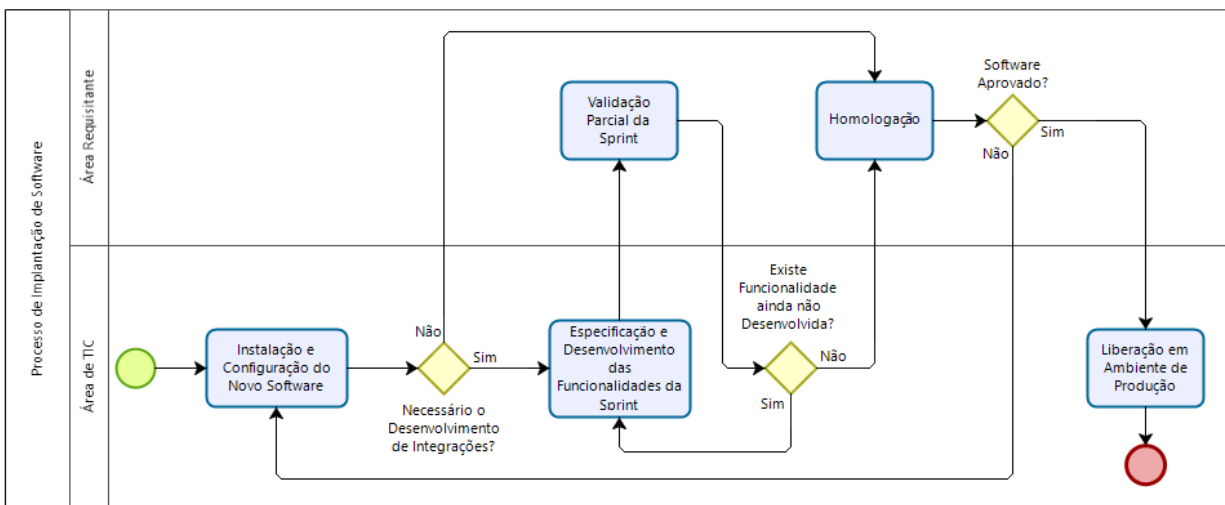 Processo de Implantação de Software
Área Requisitante
Validação
Parcial da
Sprint
Homologação
Software
Aprovado?
Sim
Não
Área de TIC
Instalação e
Configuração do
Novo Software
Não
Sim
Necessário o
Desenvolvimento
de Integrações?
Especificação e
Desenvolvimento
das
Funcionalidades da
Sprint
Existe
Funcionalidade
ainda não
Desenvolvida?
Não
Sim
Liberação em
Ambiente de
Produção